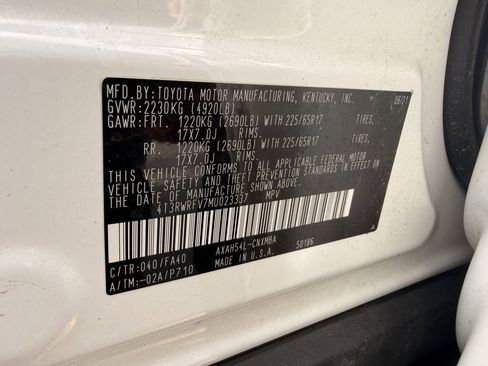 MFD.BY:TOYOTA MOTOR MANUFACTURING, KENTUCKY, INC. 06/21
GVWR:2230KG (4920LB)
GAWR:FRT. 1220KG (2690LB) WITH 225/65R17 TIRES,
17X7.0J RIMS.
RR. 1220KG (2690LB) WITH 225/65R17 TIRES,
17X7.0J RIMS.
THIS VEHICLE CONFORMS TO ALL APPLICABLE FEDERAL MOTOR
VEHICLE SAFETY AND THEFT PREVENTION STANDARDS IN EFFECT ON
THE DATE OF MANUFACTURE SHOWN ABOVE.
4T3RWRFV7MU023337 MPV
AXAH54L-CNXMBA 50186
C/TR:040/FA40 MADE IN U.S.A.
A/TM:-02A/P710